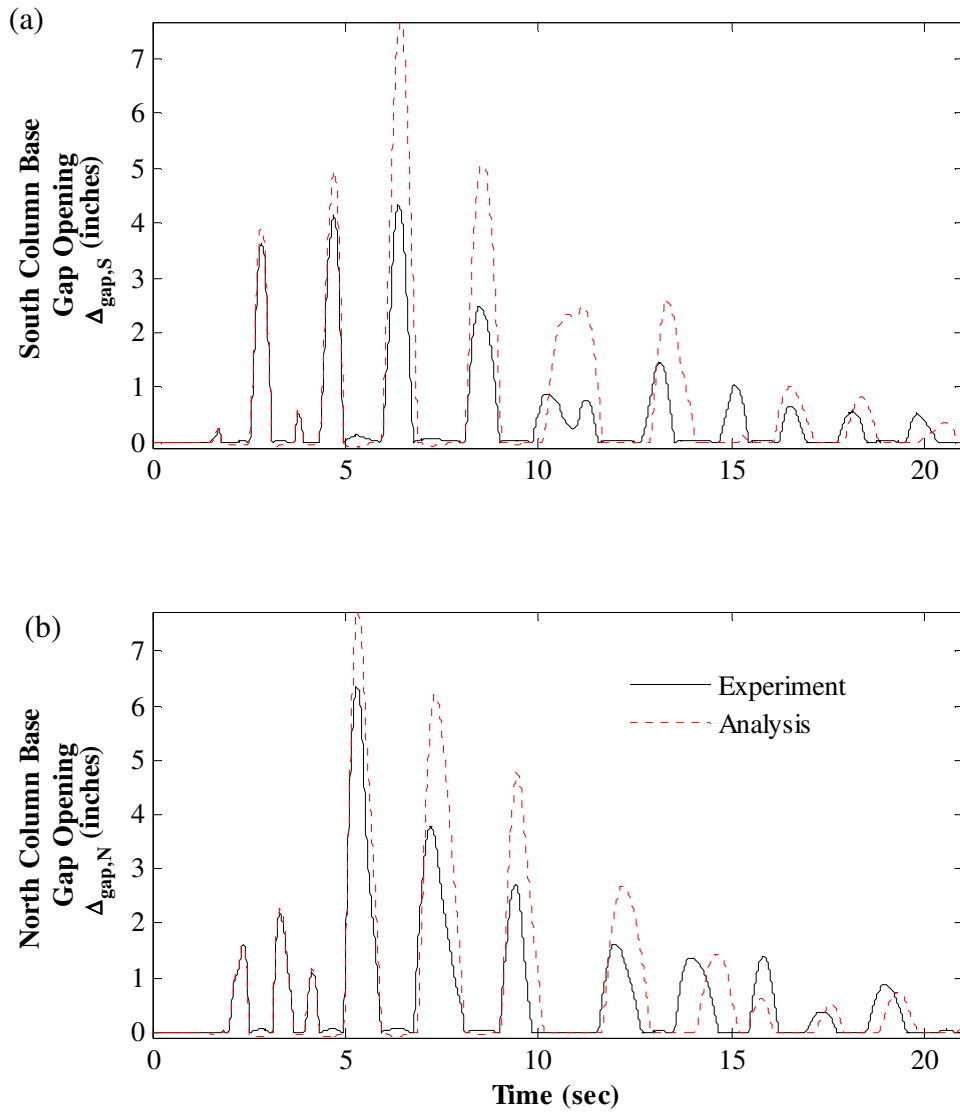 (a)
South Column Base
Gap Opening
Δgap,S (inches)
7
6
5
4
3
2
1
0
0 5 10 15 20
(b)
North Column Base
Gap Opening
Δgap,N (inches)
7
6
5
4
3
2
1
0
Experiment
Analysis
0 5 10 15 20
Time (sec)